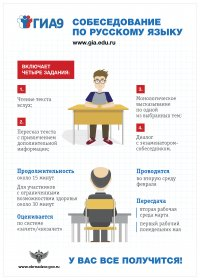 ГИА9
СОБЕСЕДОВАНИЕ
ПО РУССКОМУ ЯЗЫКУ
www.gia.edu.ru
ВКЛЮЧАЕТ
ЧЕТЫРЕ ЗАДАНИЯ:
1.
Чтение текста
вслух;
2.
Пересказ текста
с привлечением
дополнительной
информации;
3.
Монологическое
высказывание
по одной
из выбранных тем;
4.
Диалог
с экзаменатором-
собеседником.
Продолжительность
около 15 минут
Для участников
с ограниченными
возможностями здоровья
около 30 минут
Оценивается
по системе
«зачет»/«незачет»
Проводится
во вторую среду
февраля
Пересдача
вторая рабочая
среда марта
первый рабочий
понедельник мая
www.obrnadzor.gov.ru
У ВАС ВСЕ ПОЛУЧИТСЯ!